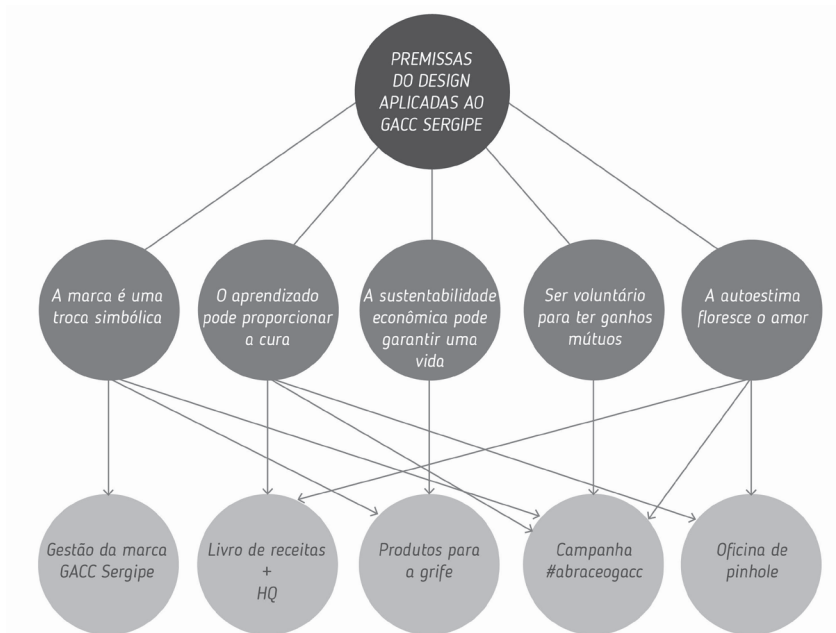 PREMISSAS
DO DESIGN
APLICADAS AO
GACC SERGIPE
A marca é uma
troca simbólica
O aprendizado
pode proporcionar
a cura
A sustentabilidade
econômica pode
garantir uma
vida
Ser voluntário
para ter ganhos
mútuos
A autoestima
floresce o amor
Gestão da marca
GACC Sergipe
Livro de receitas
+
HQ
Produtos para
a grife
Campanha
#abraceogacc
Oficina de
pinhole